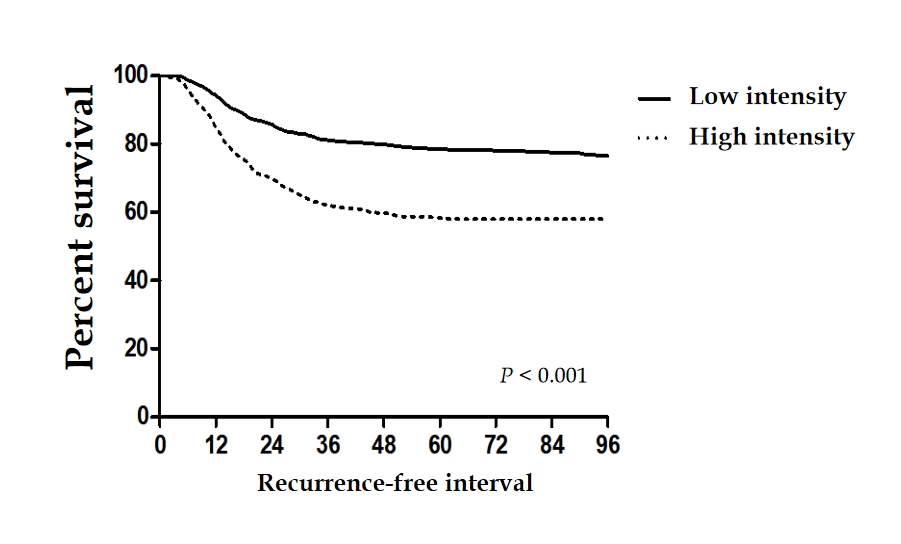 Percent survival
100
80
60
40
20
0
0 12 24 36 48 60 72 84 96
Recurrence-free interval
P < 0.001
Low intensity
High intensity